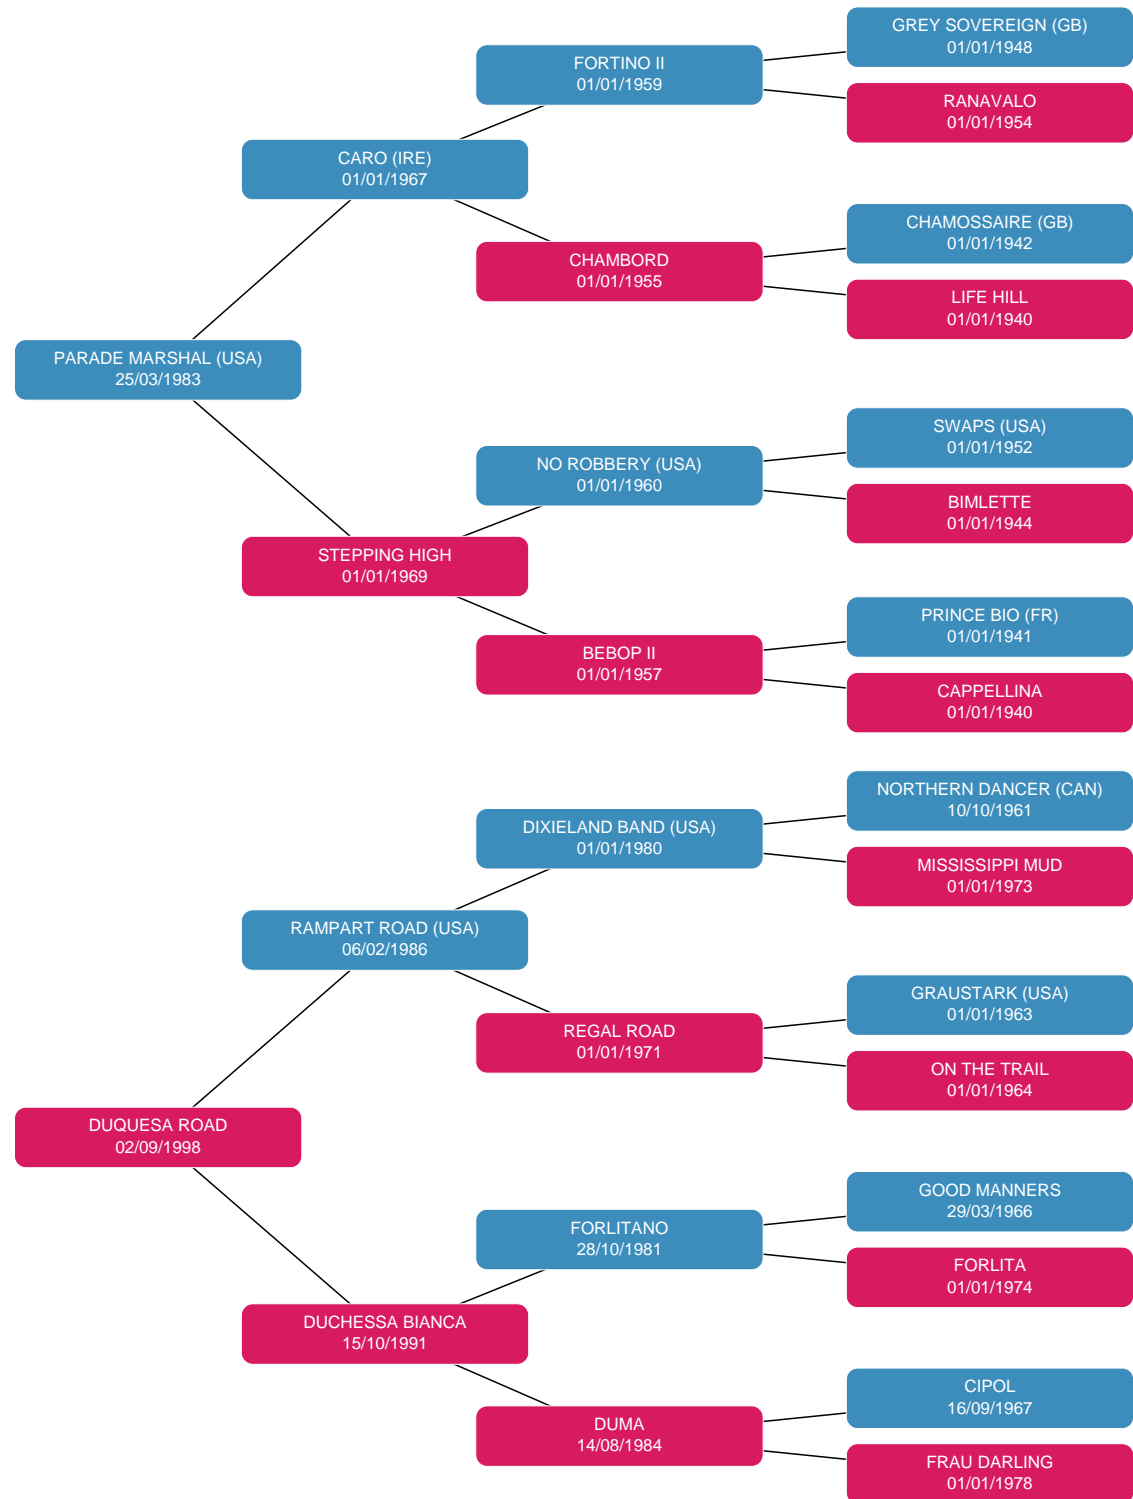 GREY SOVEREIGN (GB)
01/01/1948
FORTINO II
01/01/1959
RANAVALO
01/01/1954
CARO (IRE)
01/01/1967
CHAMOSSAIRE (GB)
01/01/1942
CHAMBORD
01/01/1955
LIFE HILL
01/01/1940
PARADE MARSHAL (USA)
25/03/1983
SWAPS (USA)
01/01/1952
NO ROBBERY (USA)
01/01/1960
BIMLETTE
01/01/1944
STEPPING HIGH
01/01/1969
PRINCE BIO (FR)
01/01/1941
BEBOP II
01/01/1957
CAPPELLINA
01/01/1940
NORTHERN DANCER (CAN)
10/10/1961
DIXIELAND BAND (USA)
01/01/1980
MISSISSIPPI MUD
01/01/1973
RAMPART ROAD (USA)
06/02/1986
GRAUSTARK (USA)
01/01/1963
REGAL ROAD
01/01/1971
ON THE TRAIL
01/01/1964
DUQUESA ROAD
02/09/1998
GOOD MANNERS
29/03/1966
FORLITANO
28/10/1981
FORLITA
01/01/1974
DUCHESSA BIANCA
15/10/1991
CIPOL
16/09/1967
DUMA
14/08/1984
FRAU DARLING
01/01/1978